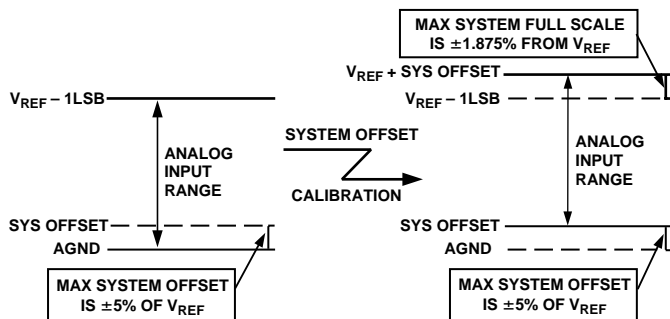 MAX SYSTEM FULL SCALE
IS ±1.875% FROM VREF
VREF + SYS OFFSET
VREF – 1LSB
VREF – 1LSB
SYSTEM OFFSET
CALIBRATION
ANALOG
INPUT
RANGE
ANALOG
INPUT
RANGE
SYS OFFSET
AGND
SYS OFFSET
AGND
MAX SYSTEM OFFSET
IS ±5% OF VREF
MAX SYSTEM OFFSET
IS ±5% OF VREF